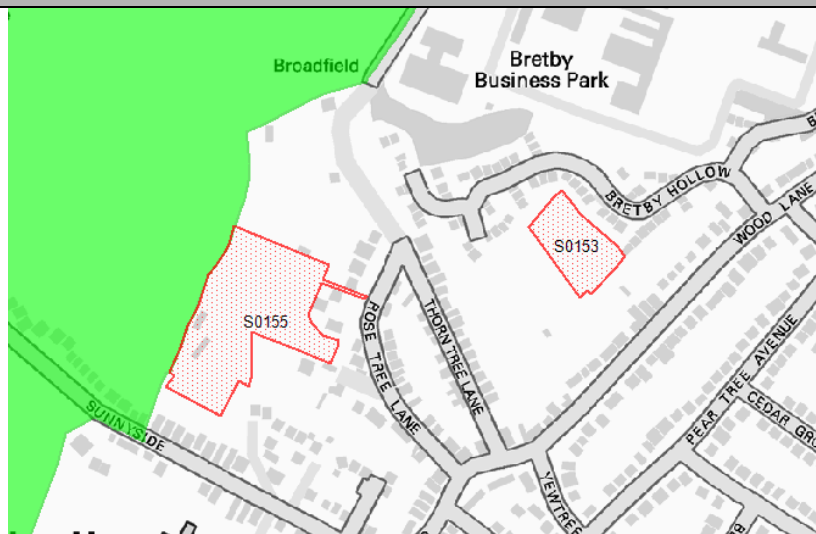 Broadfield
Bretby
Business Park
BRETBY HOLLOW
WOOD LANE
S0153
S0155
ROSE TREE LANE
THORN TREE LANE
PEAR TREE AVENUE
CEDAR GRO
SUNNYSIDE
YEWTREE